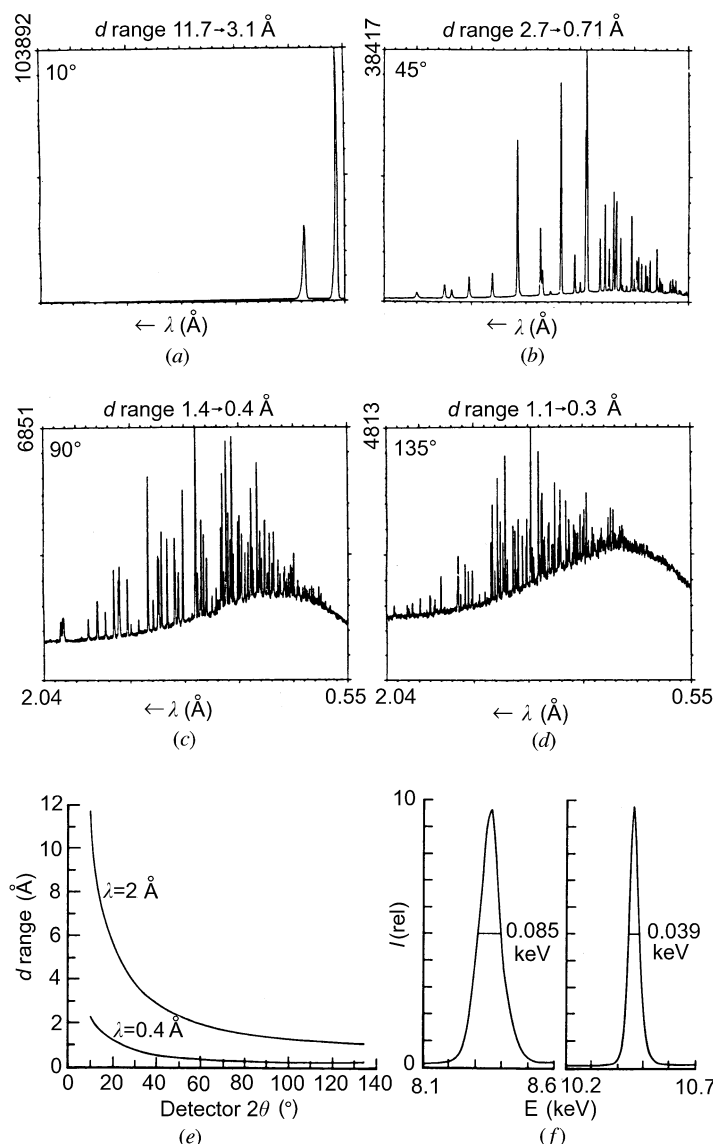 d range 11.7→3.1 Å
103892
10°
← λ (Å)
(a)
d range 2.7→0.71 Å
38417
45°
← λ (Å)
(b)
d range 1.4→0.4 Å
6851
90°
2.04
0.55
← λ (Å)
(c)
d range 1.1→0.3 Å
4813
135°
2.04
0.55
← λ (Å)
(d)
12
10
8
6
4
2
0
d range (Å)
λ=2 Å
λ=0.4 Å
0 20 40 60 80 100 120 140
Detector 2θ (°)
(e)
10
I (rel)
0
0.085
keV
0.039
keV
8.1
8.6
10.2
10.7
E (keV)
(f)